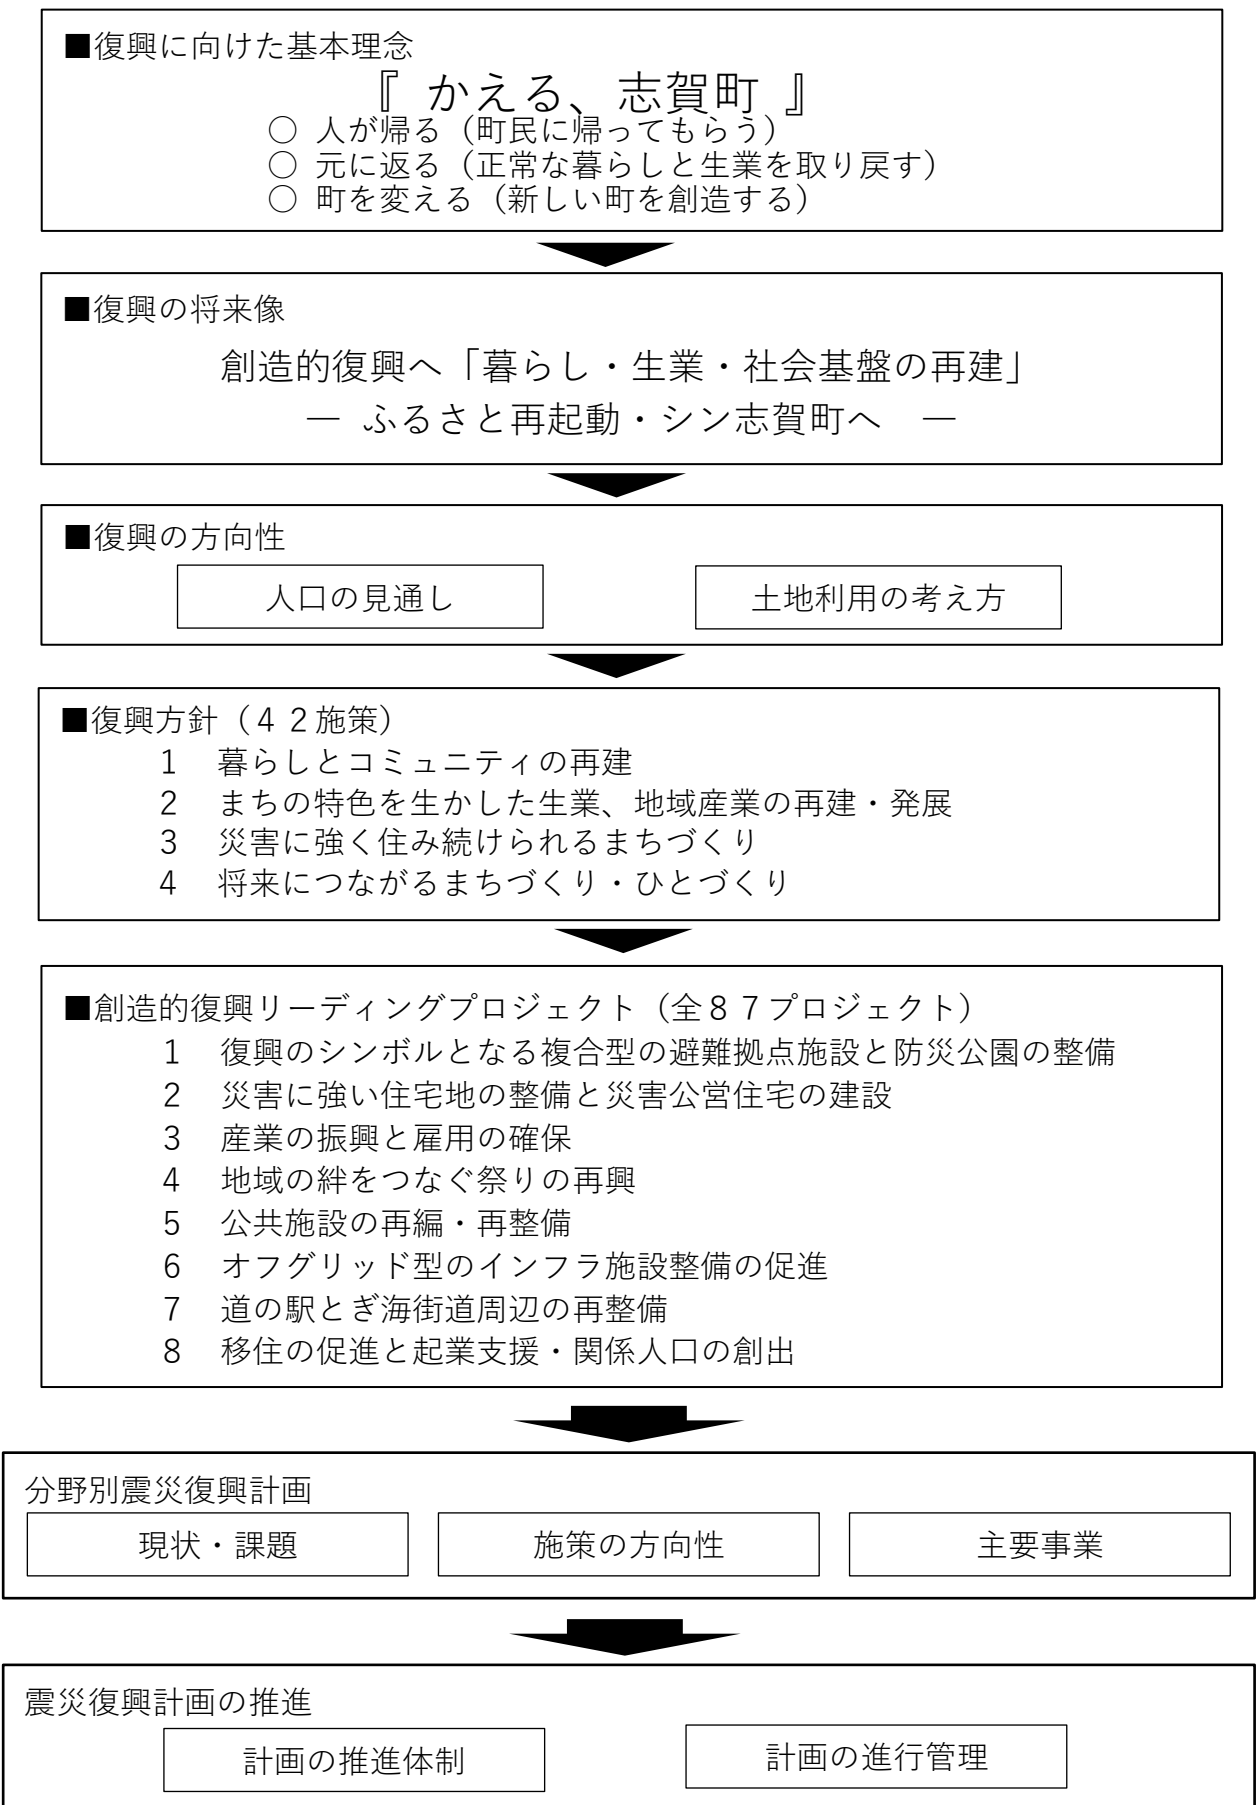 ■復興に向けた基本理念
『 かえる、志賀町 』
○ 人が帰る（町民に帰ってもらう）
○ 元に返る（正常な暮らしと生業を取り戻す）
○ 町を変える（新しい町を創造する）
■復興の将来像
創造的復興へ「暮らし・生業・社会基盤の再建」
― ふるさと再起動・シン志賀町へ ―
■復興の方向性
人口の見通し 土地利用の考え方
■復興方針（４２施策）
1 暮らしとコミュニティの再建
2 まちの特色を生かした生業、地域産業の再建・発展
3 災害に強く住み続けられるまちづくり
4 将来につながるまちづくり・ひとづくり
■創造的復興リーディングプロジェクト（全８７プロジェクト）
1 復興のシンボルとなる複合型の避難拠点施設と防災公園の整備
2 災害に強い住宅地の整備と災害公営住宅の建設
3 産業の振興と雇用の確保
4 地域の絆をつなぐ祭りの再興
5 公共施設の再編・再整備
6 オフグリッド型のインフラ施設整備の促進
7 道の駅とぎ海街道周辺の再整備
8 移住の促進と起業支援・関係人口の創出
分野別震災復興計画
現状・課題 施策の方向性 主要事業
震災復興計画の推進
計画の推進体制 計画の進行管理